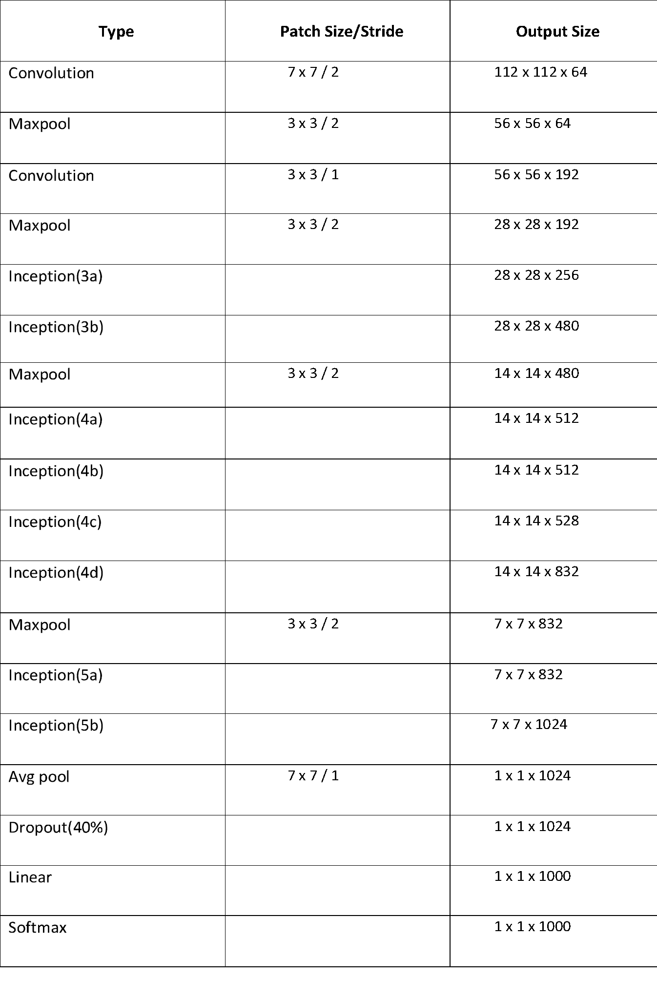 Type Patch Size/Stride Output Size
Convolution 7 x 7 / 2 112 x 112 x 64
Maxpool 3 x 3 / 2 56 x 56 x 64
Convolution 3 x 3 / 1 56 x 56 x 192
Maxpool 3 x 3 / 2 28 x 28 x 192
Inception(3a) 28 x 28 x 256
Inception(3b) 28 x 28 x 480
Maxpool 3 x 3 / 2 14 x 14 x 480
Inception(4a) 14 x 14 x 512
Inception(4b) 14 x 14 x 512
Inception(4c) 14 x 14 x 528
Inception(4d) 14 x 14 x 832
Maxpool 3 x 3 / 2 7 x 7 x 832
Inception(5a) 7 x 7 x 832
Inception(5b) 7 x 7 x 1024
Avg pool 7 x 7 / 1 1 x 1 x 1024
Dropout(40%) 1 x 1 x 1024
Linear 1 x 1 x 1000
Softmax 1 x 1 x 1000